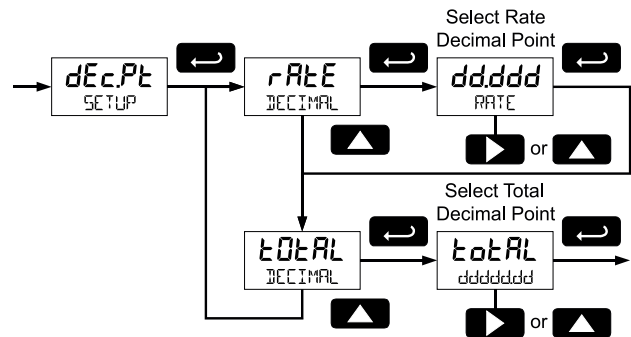 Select Rate
Decimal Point
dEc.Pt
SETUP
rAtE
DECIMAL
dd.ddd
RATE
or
Select Total
Decimal Point
tOtAL
DECIMAL
totAL
ddddd.dd
or